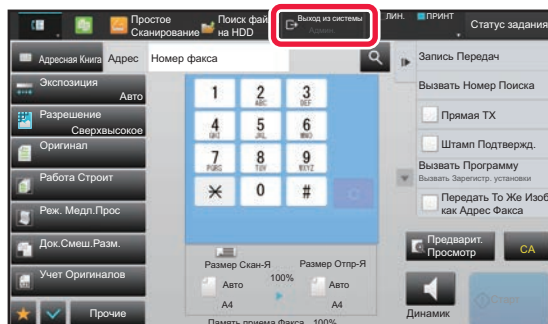 Простое
Сканирование
Поиск фай
на HDD
Выход из системы
Админ.
ЛИН.
ПРИНТ
Статус задания
Адресная Книга
Адрес
Номер факса
Запись Передач
Экспозиция
Авто
1
2
ABC
3
DEF
Вызвать Номер Поиска
Разрешение
Сверхвысокое
4
GHI
5
JKL
6
MNO
Прямая TX
Оригинал
Штамп Подтвержд.
7
PQRS
8
TUV
9
WXYZ
Вызвать Программу
Вызвать Зарегистр. установки
Работа Строит
0
#
Передать То Же Изоб
как Адрес Факса
Реж. Медл.Прос
Док.Смеш.Разм.
Предварит.
Просмотр
CA
Размер Скан-Я
Размер Отпр-Я
Учет Оригиналов
Авто
100%
Авто
A4
A4
Прочие
Память приема Факса
100%
Динамик
Старт